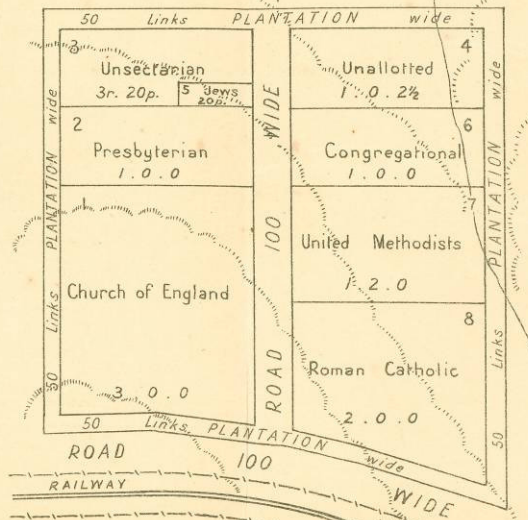 50 Links PLANTATION wide
3
Unsectarian
3r. 20p.
5 Jews
20p.
2
Presbyterian
1.0.0
1
Church of England
3.0.0
4
Unallotted
1.0.2½
6
Congregational
1.0.0
7
United Methodists
1.2.0
8
Roman Catholic
2.0.0
50 Links PLANTATION wide
ROAD 100 WIDE
50 Links PLANTATION wide
50 Links PLANTATION wide
ROAD 100 WIDE
RAILWAY